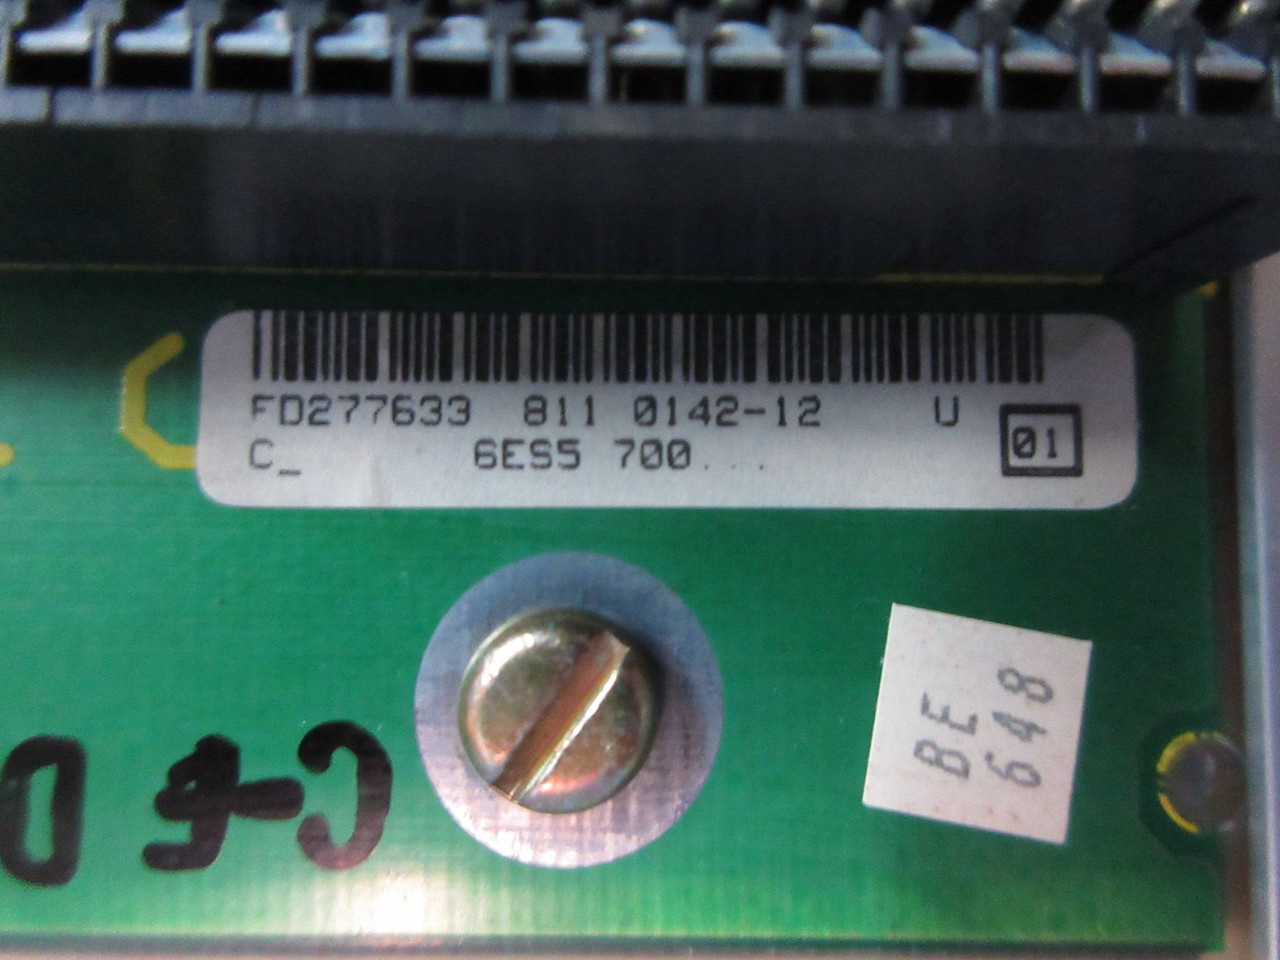 FD277633 811 0142-12 U
C_ 6ES5 700...
01
BE
648